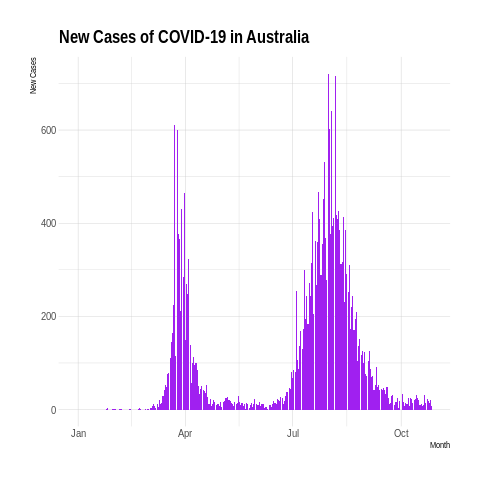 New Cases of COVID-19 in Australia
New Cases
600
400
200
0
Jan Apr Jul Oct
Month